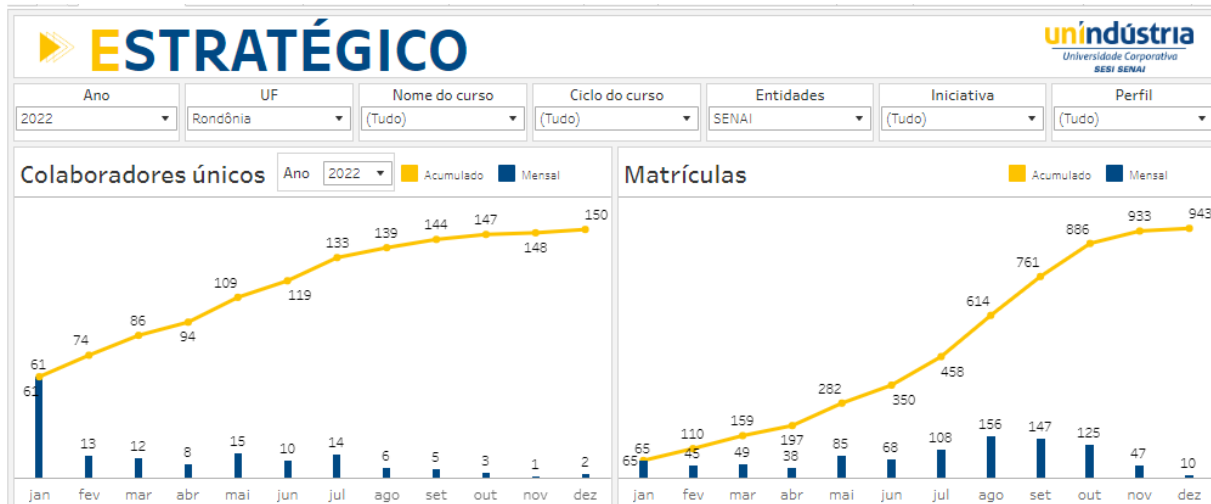 ESTRATÉGICO
unindústria
Universidade Corporativa
SESI SENAI
Ano UF Nome do curso Ciclo do curso Entidades Iniciativa Perfil
2022 Rondônia (Tudo) (Tudo) SENAI (Tudo) (Tudo)
Colaboradores únicos Ano 2022 Acumulado Mensal
61 74 86 94 109 119 133 139 144 147 148 150
61 13 12 8 15 10 14 6 5 3 1 2
jan fev mar abr mai jun jul ago set out nov dez
Matrículas Acumulado Mensal
65 110 159 197 282 350 458 614 761 886 933 943
65 45 49 38 85 68 108 156 147 125 47 10
jan fev mar abr mai jun jul ago set out nov dez